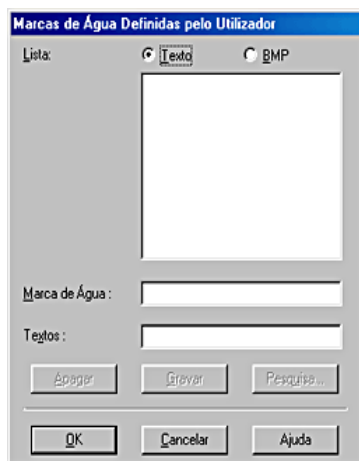 Marcas de Água Definidas pelo Utilizador
Lista: Texto BMP
Marca de Água :
Textos :
Apagar Gravar Pesquisa...
OK Cancelar Ajuda